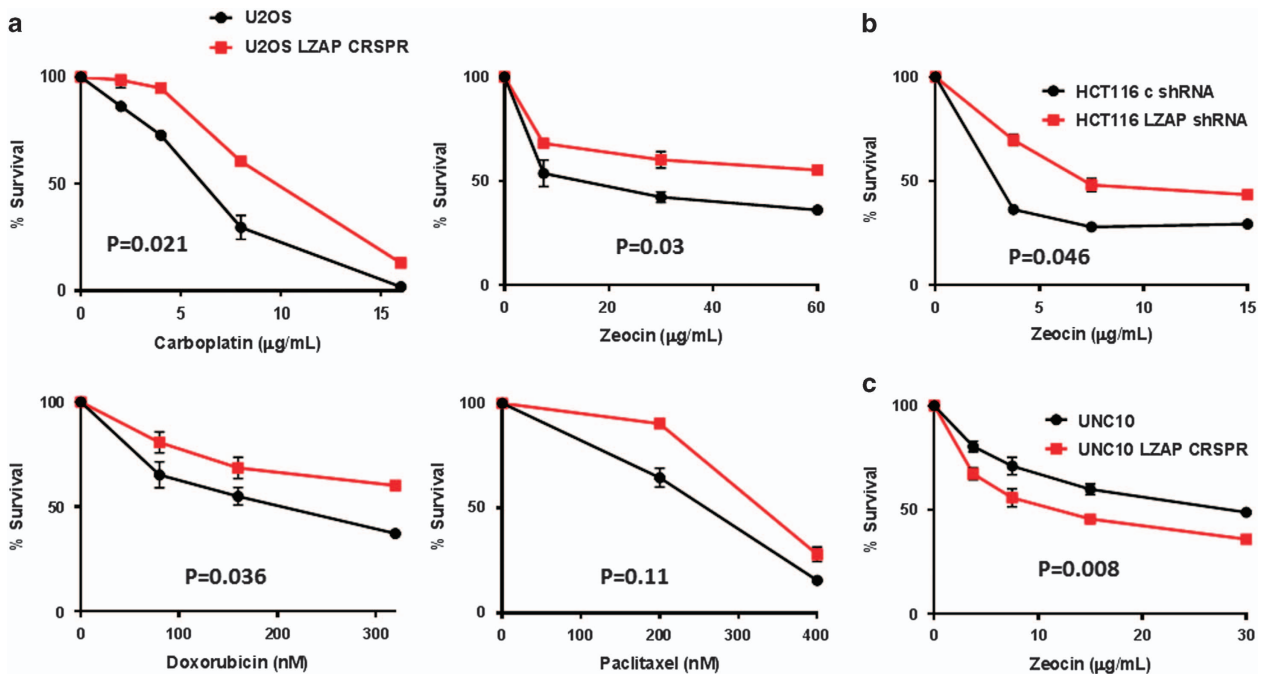 a
U2OS
U2OS LZAP CRSPR
100
50
0
% Survival
P=0.021
0 5 10 15
Carboplatin (µg/mL)
100
50
0
% Survival
P=0.03
0 20 40 60
Zeocin (µg/mL)
b
HCT116 c shRNA
HCT116 LZAP shRNA
100
50
0
% Survival
P=0.046
0 5 10 15
Zeocin (µg/mL)
100
50
0
% Survival
P=0.036
0 100 200 300
Doxorubicin (nM)
100
50
0
% Survival
P=0.11
0 100 200 300 400
Paclitaxel (nM)
c
UNC10
UNC10 LZAP CRSPR
100
50
0
% Survival
P=0.008
0 10 20 30
Zeocin (µg/mL)